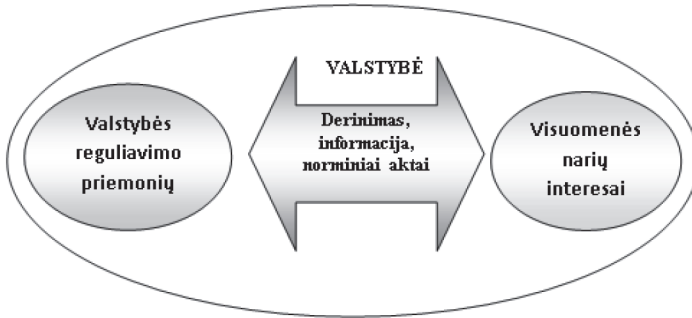 VALSTYBĖ
Valstybės
reguliavimo
priemonių
Derinimas,
informacija,
norminiai aktai
Visuomenės
narių
interesai